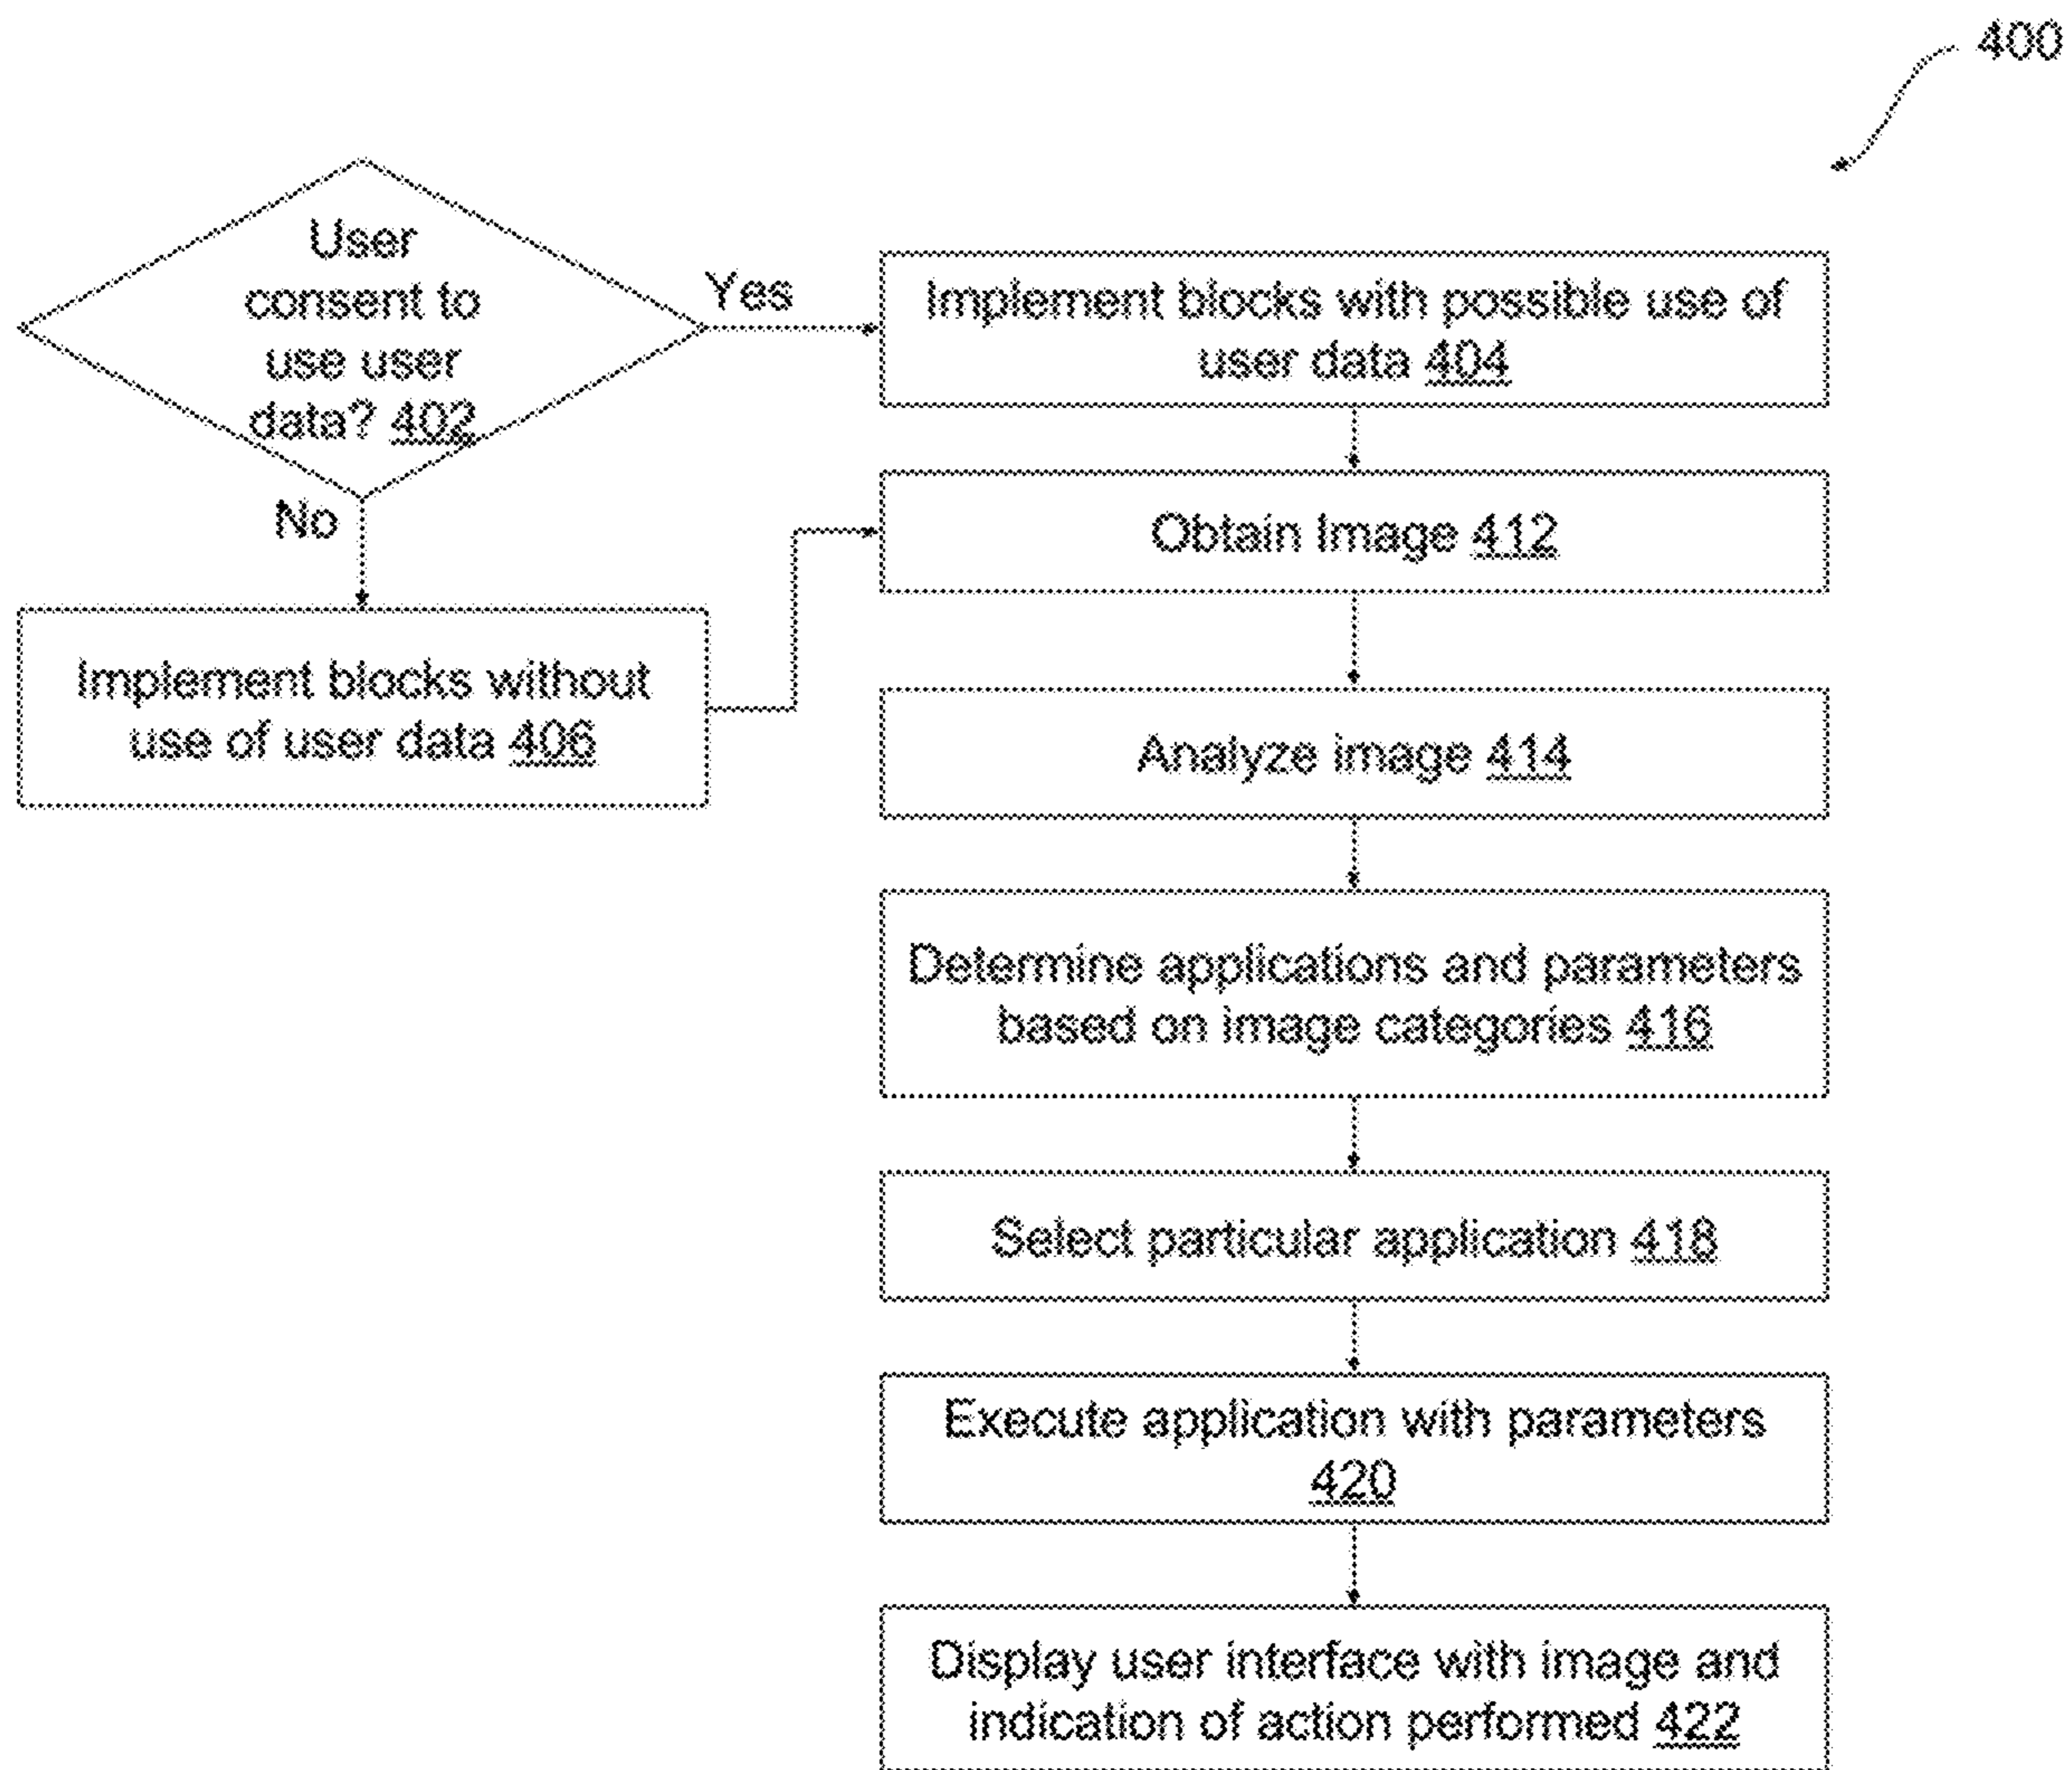 400
User
consent to
use user
data? 402
Yes
No
Implement blocks with possible use of
user data 404
Implement blocks without
use of user data 406
Obtain Image 412
Analyze image 414
Determine applications and parameters
based on image categories 416
Select particular application 418
Execute application with parameters
420
Display user interface with image and
indication of action performed 422